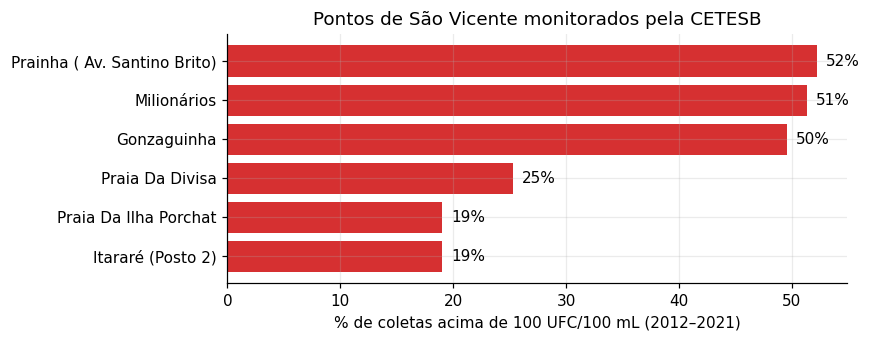 Pontos de São Vicente monitorados pela CETESB
Prainha ( Av. Santino Brito) 52%
Milionários 51%
Gonzaguinha 50%
Praia Da Divisa 25%
Praia Da Ilha Porchat 19%
Itararé (Posto 2) 19%
0 10 20 30 40 50
% de coletas acima de 100 UFC/100 mL (2012–2021)